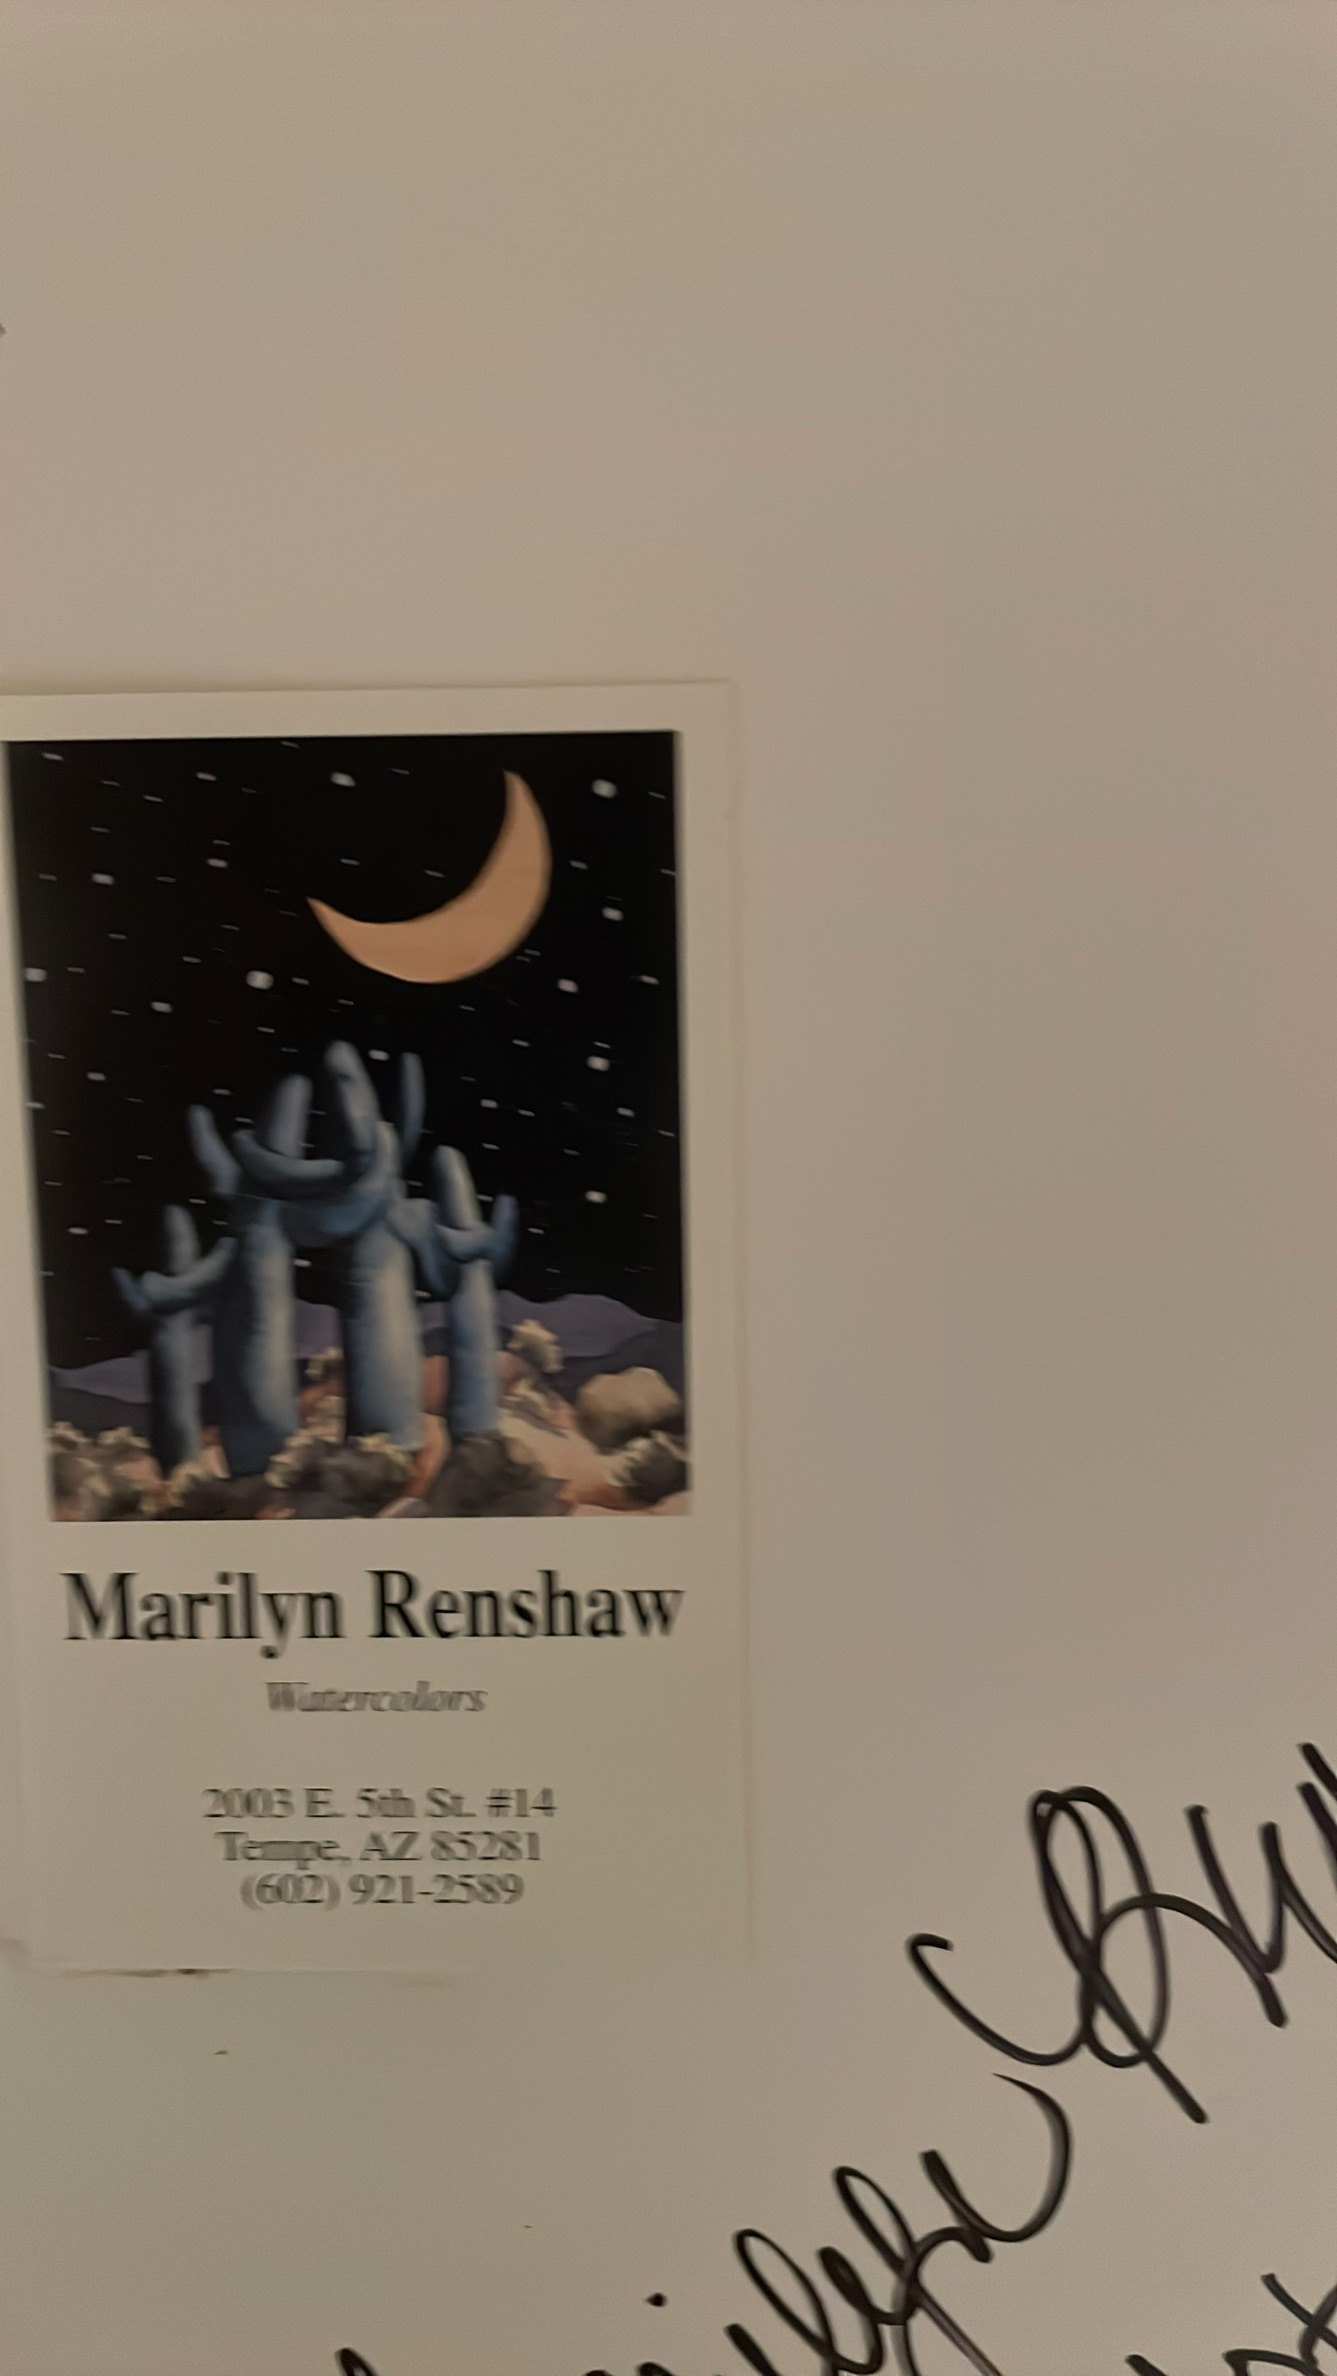 Marilyn Renshaw
Watercolors
2003 E. 5th St. #14
Tempe, AZ 85281
(602) 921-2589